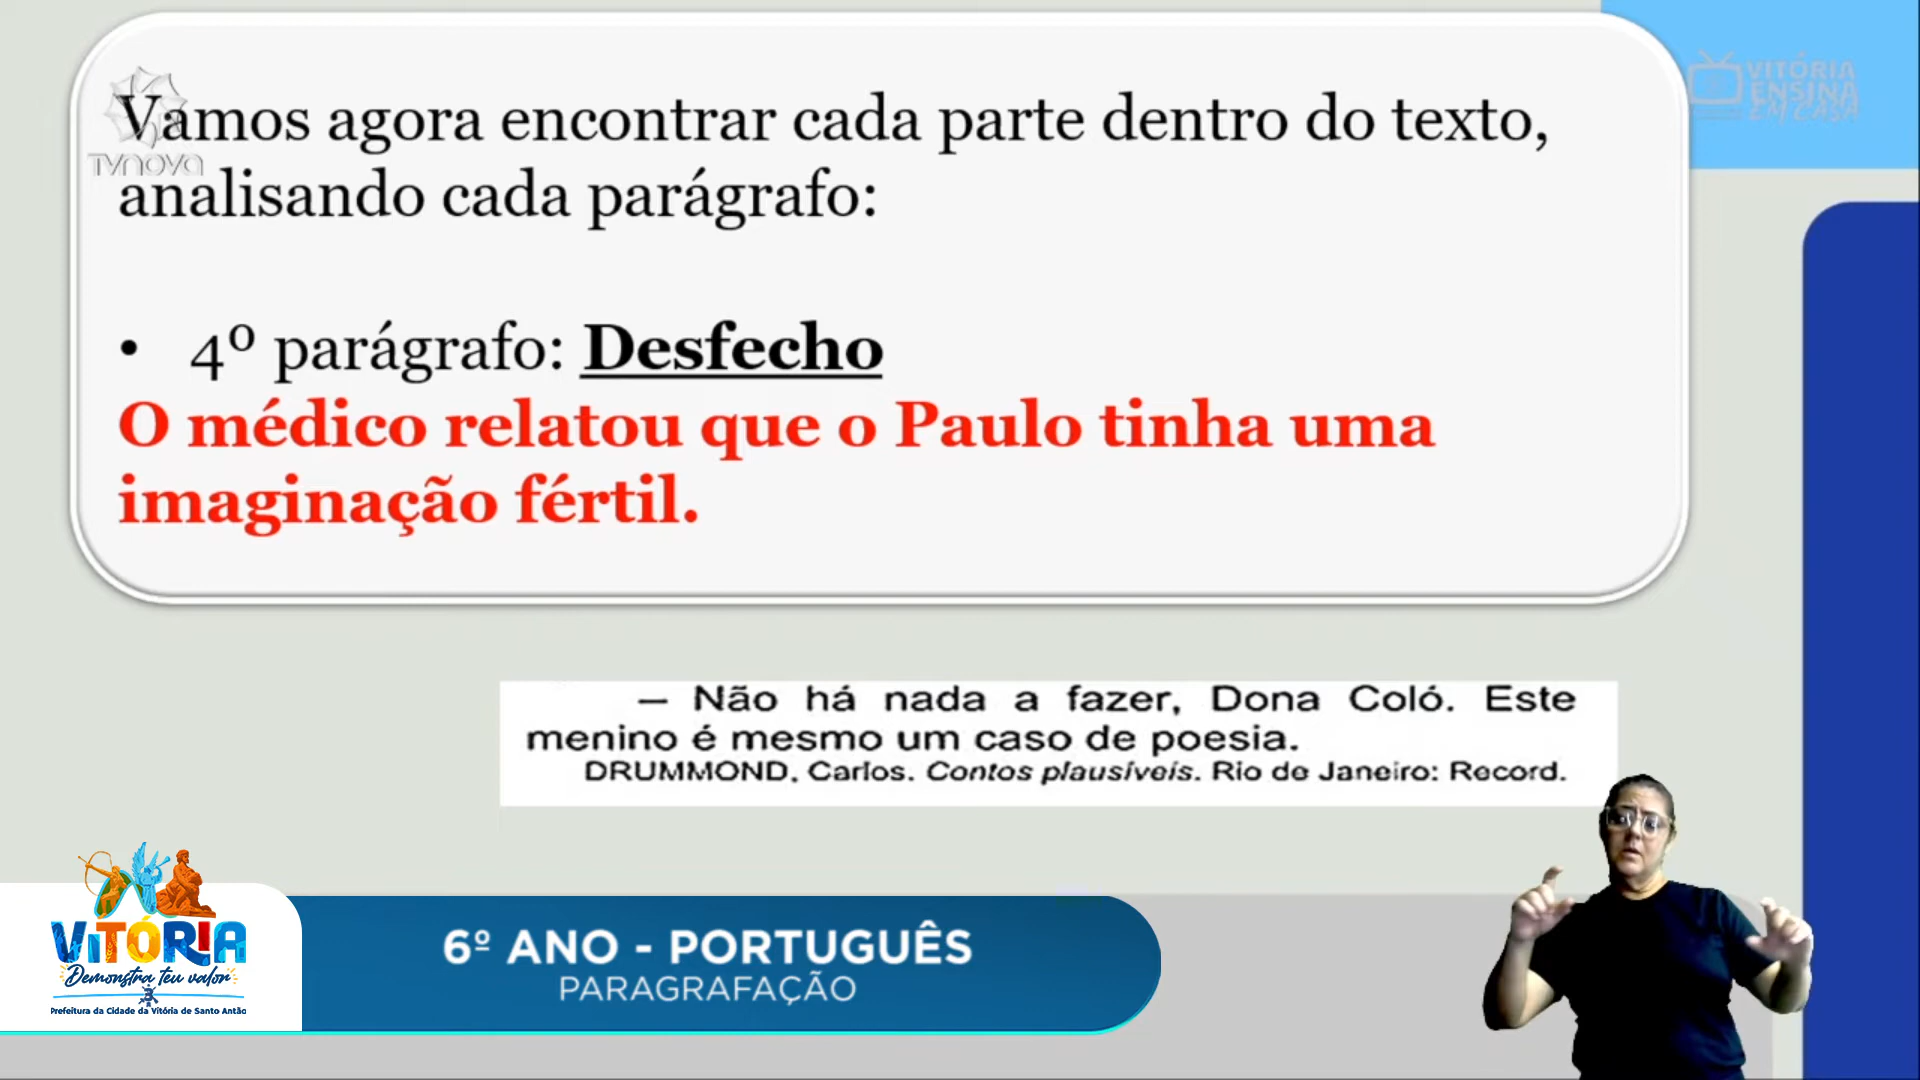 Vamos agora encontrar cada parte dentro do texto,
analisando cada parágrafo:
• 4º parágrafo: Desfecho
O médico relatou que o Paulo tinha uma
imaginação fértil.
TVNOVA
VITÓRIA
ENSINA
EM CASA
– Não há nada a fazer, Dona Coló. Este
menino é mesmo um caso de poesia.
DRUMMOND, Carlos. Contos plausíveis. Rio de Janeiro: Record.
VITÓRIA
Demonstra teu valor
Prefeitura da Cidade da Vitória de Santo Antão
6º ANO - PORTUGUÊS
PARAGRAFAÇÃO